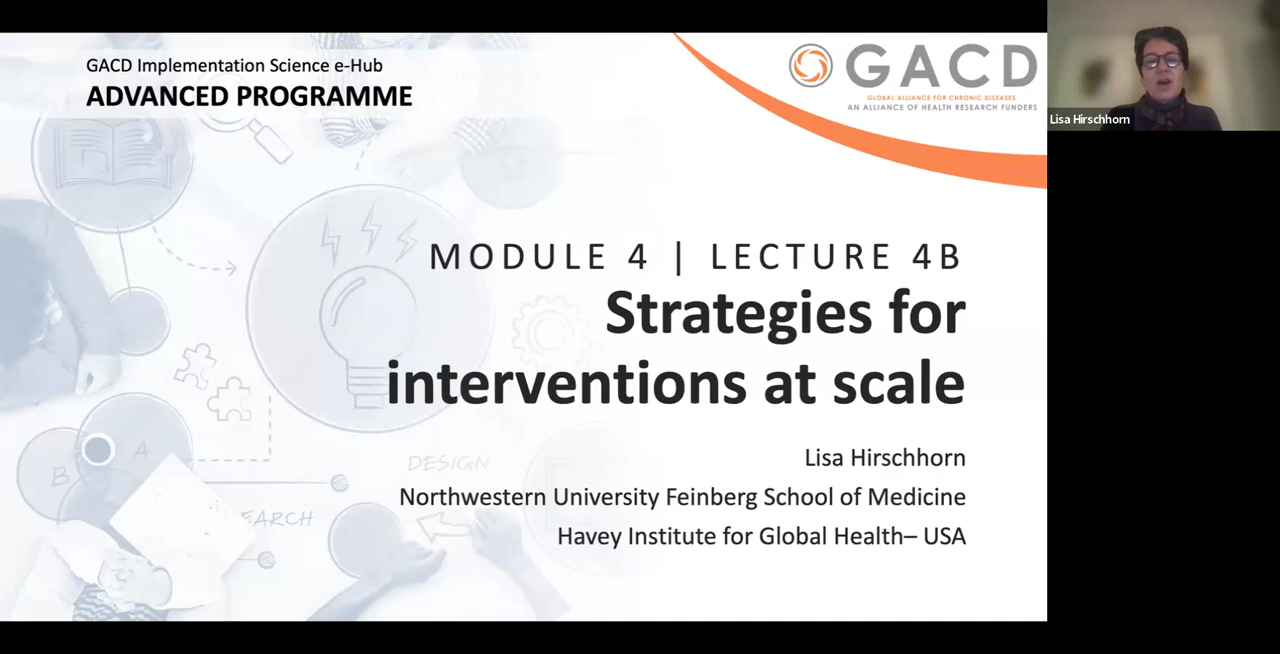 GACD Implementation Science e-Hub
ADVANCED PROGRAMME
GACD
GLOBAL ALLIANCE FOR CHRONIC DISEASES
AN ALLIANCE OF HEALTH RESEARCH FUNDERS
Lisa Hirschhorn
MODULE 4 | LECTURE 4B
Strategies for
interventions at scale
Lisa Hirschhorn
Northwestern University Feinberg School of Medicine
Havey Institute for Global Health– USA
DESIGN
A
B
EARCH